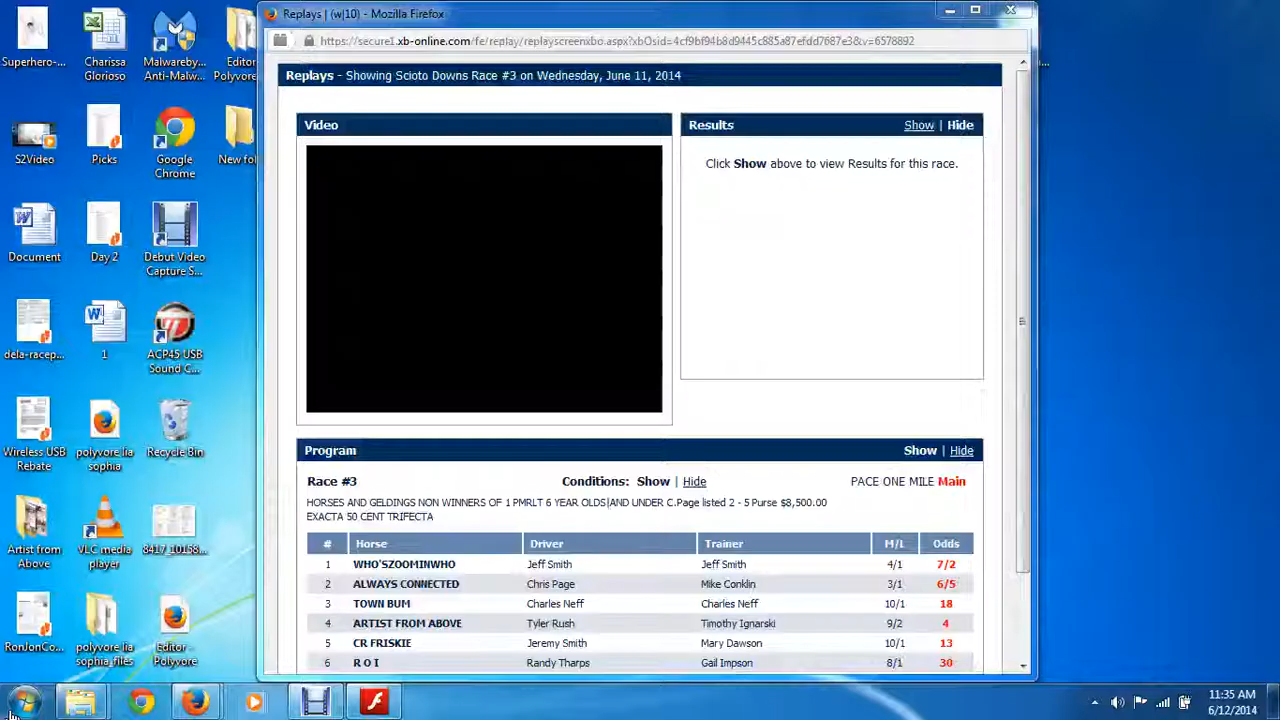 Replays | (w|10) - Mozilla Firefox
https://secure1.xb-online.com/fe/replay/replayscreenxbo.aspx?xbOsid=4cf9bf94b8d9445c885a87efdd7687e3&v=6578892
Replays - Showing Scioto Downs Race #3 on Wednesday, June 11, 2014
Video
Results Show | Hide
Click Show above to view Results for this race.
Program Show | Hide
Race #3 Conditions: Show | Hide PACE ONE MILE Main
HORSES AND GELDINGS NON WINNERS OF 1 PMRLT 6 YEAR OLDS|AND UNDER C.Page listed 2 - 5 Purse $8,500.00
EXACTA 50 CENT TRIFECTA
# Horse Driver Trainer M/L Odds
1 WHO'SZOOMINWHO Jeff Smith Jeff Smith 4/1 7/2
2 ALWAYS CONNECTED Chris Page Mike Conklin 3/1 6/5
3 TOWN BUM Charles Neff Charles Neff 10/1 18
4 ARTIST FROM ABOVE Tyler Rush Timothy Ignarski 9/2 4
5 CR FRISKIE Jeremy Smith Mary Dawson 10/1 13
6 R O I Randy Tharps Gail Impson 8/1 30
Superhero-...
Charissa
Glorioso
Malwareby...
Anti-Malw...
Editor
Polyvore
S2Video
Picks
Google
Chrome
New fol
Document
Day 2
Debut Video
Capture S...
dela-racep...
1
ACP45 USB
Sound C...
Wireless USB
Rebate
polyvore lia
sophia
Recycle Bin
Artist from
Above
VLC media
player
8417_10158...
RonJonCo...
polyvore lia
sophia_files
Editor -
Polyvore
11:35 AM
6/12/2014